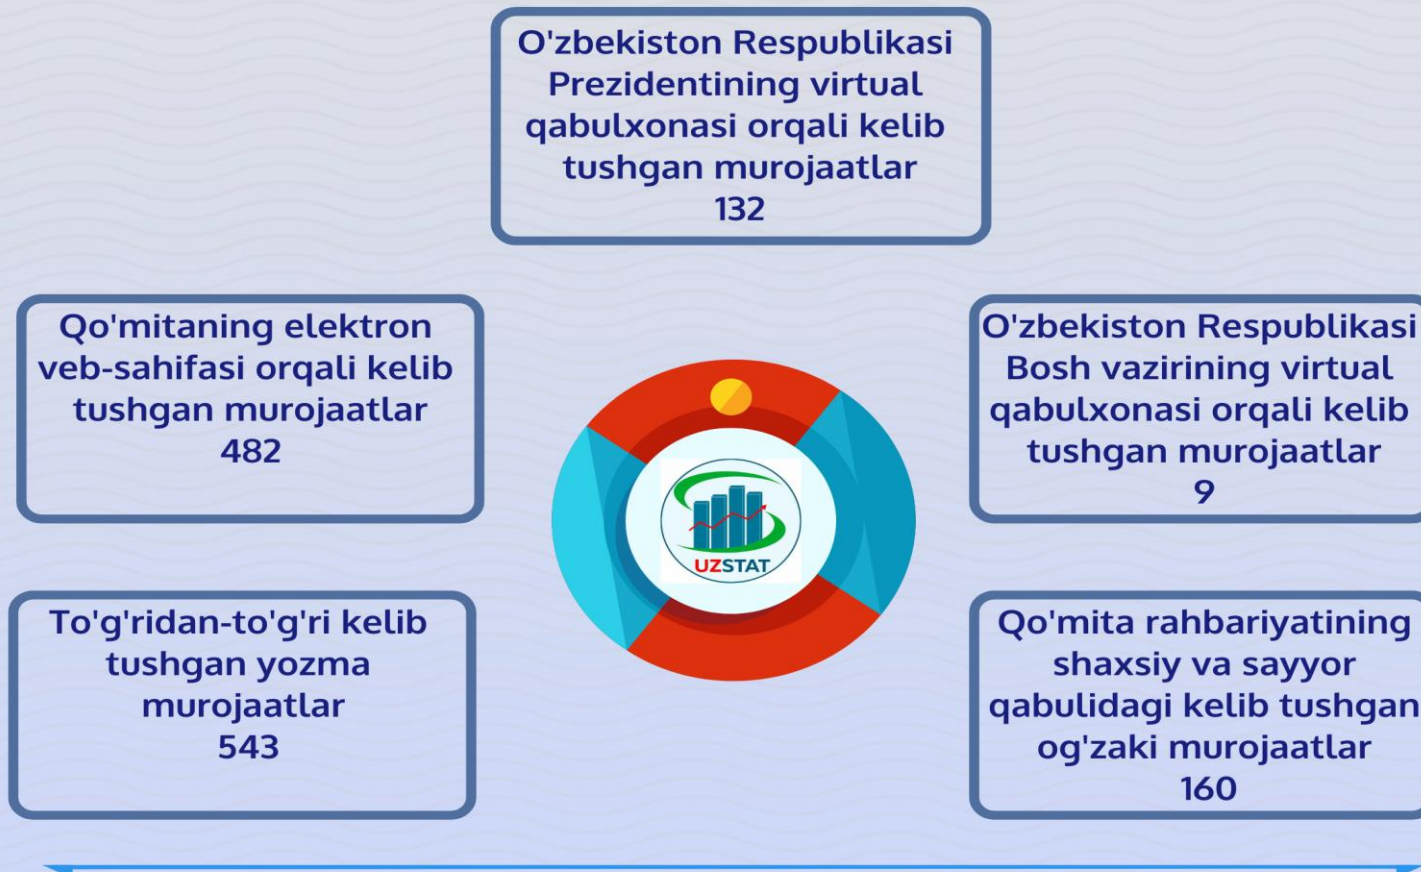 O'zbekiston Respublikasi
Prezidentining virtual
qabulxonasi orqali kelib
tushgan murojaatlar
132
Qo'mitaning elektron
veb-sahifasi orqali kelib
tushgan murojaatlar
482
O'zbekiston Respublikasi
Bosh vazirining virtual
qabulxonasi orqali kelib
tushgan murojaatlar
9
UZSTAT
To'g'ridan-to'g'ri kelib
tushgan yozma
murojaatlar
543
Qo'mita rahbariyatining
shaxsiy va sayyor
qabulidagi kelib tushgan
og'zaki murojaatlar
160